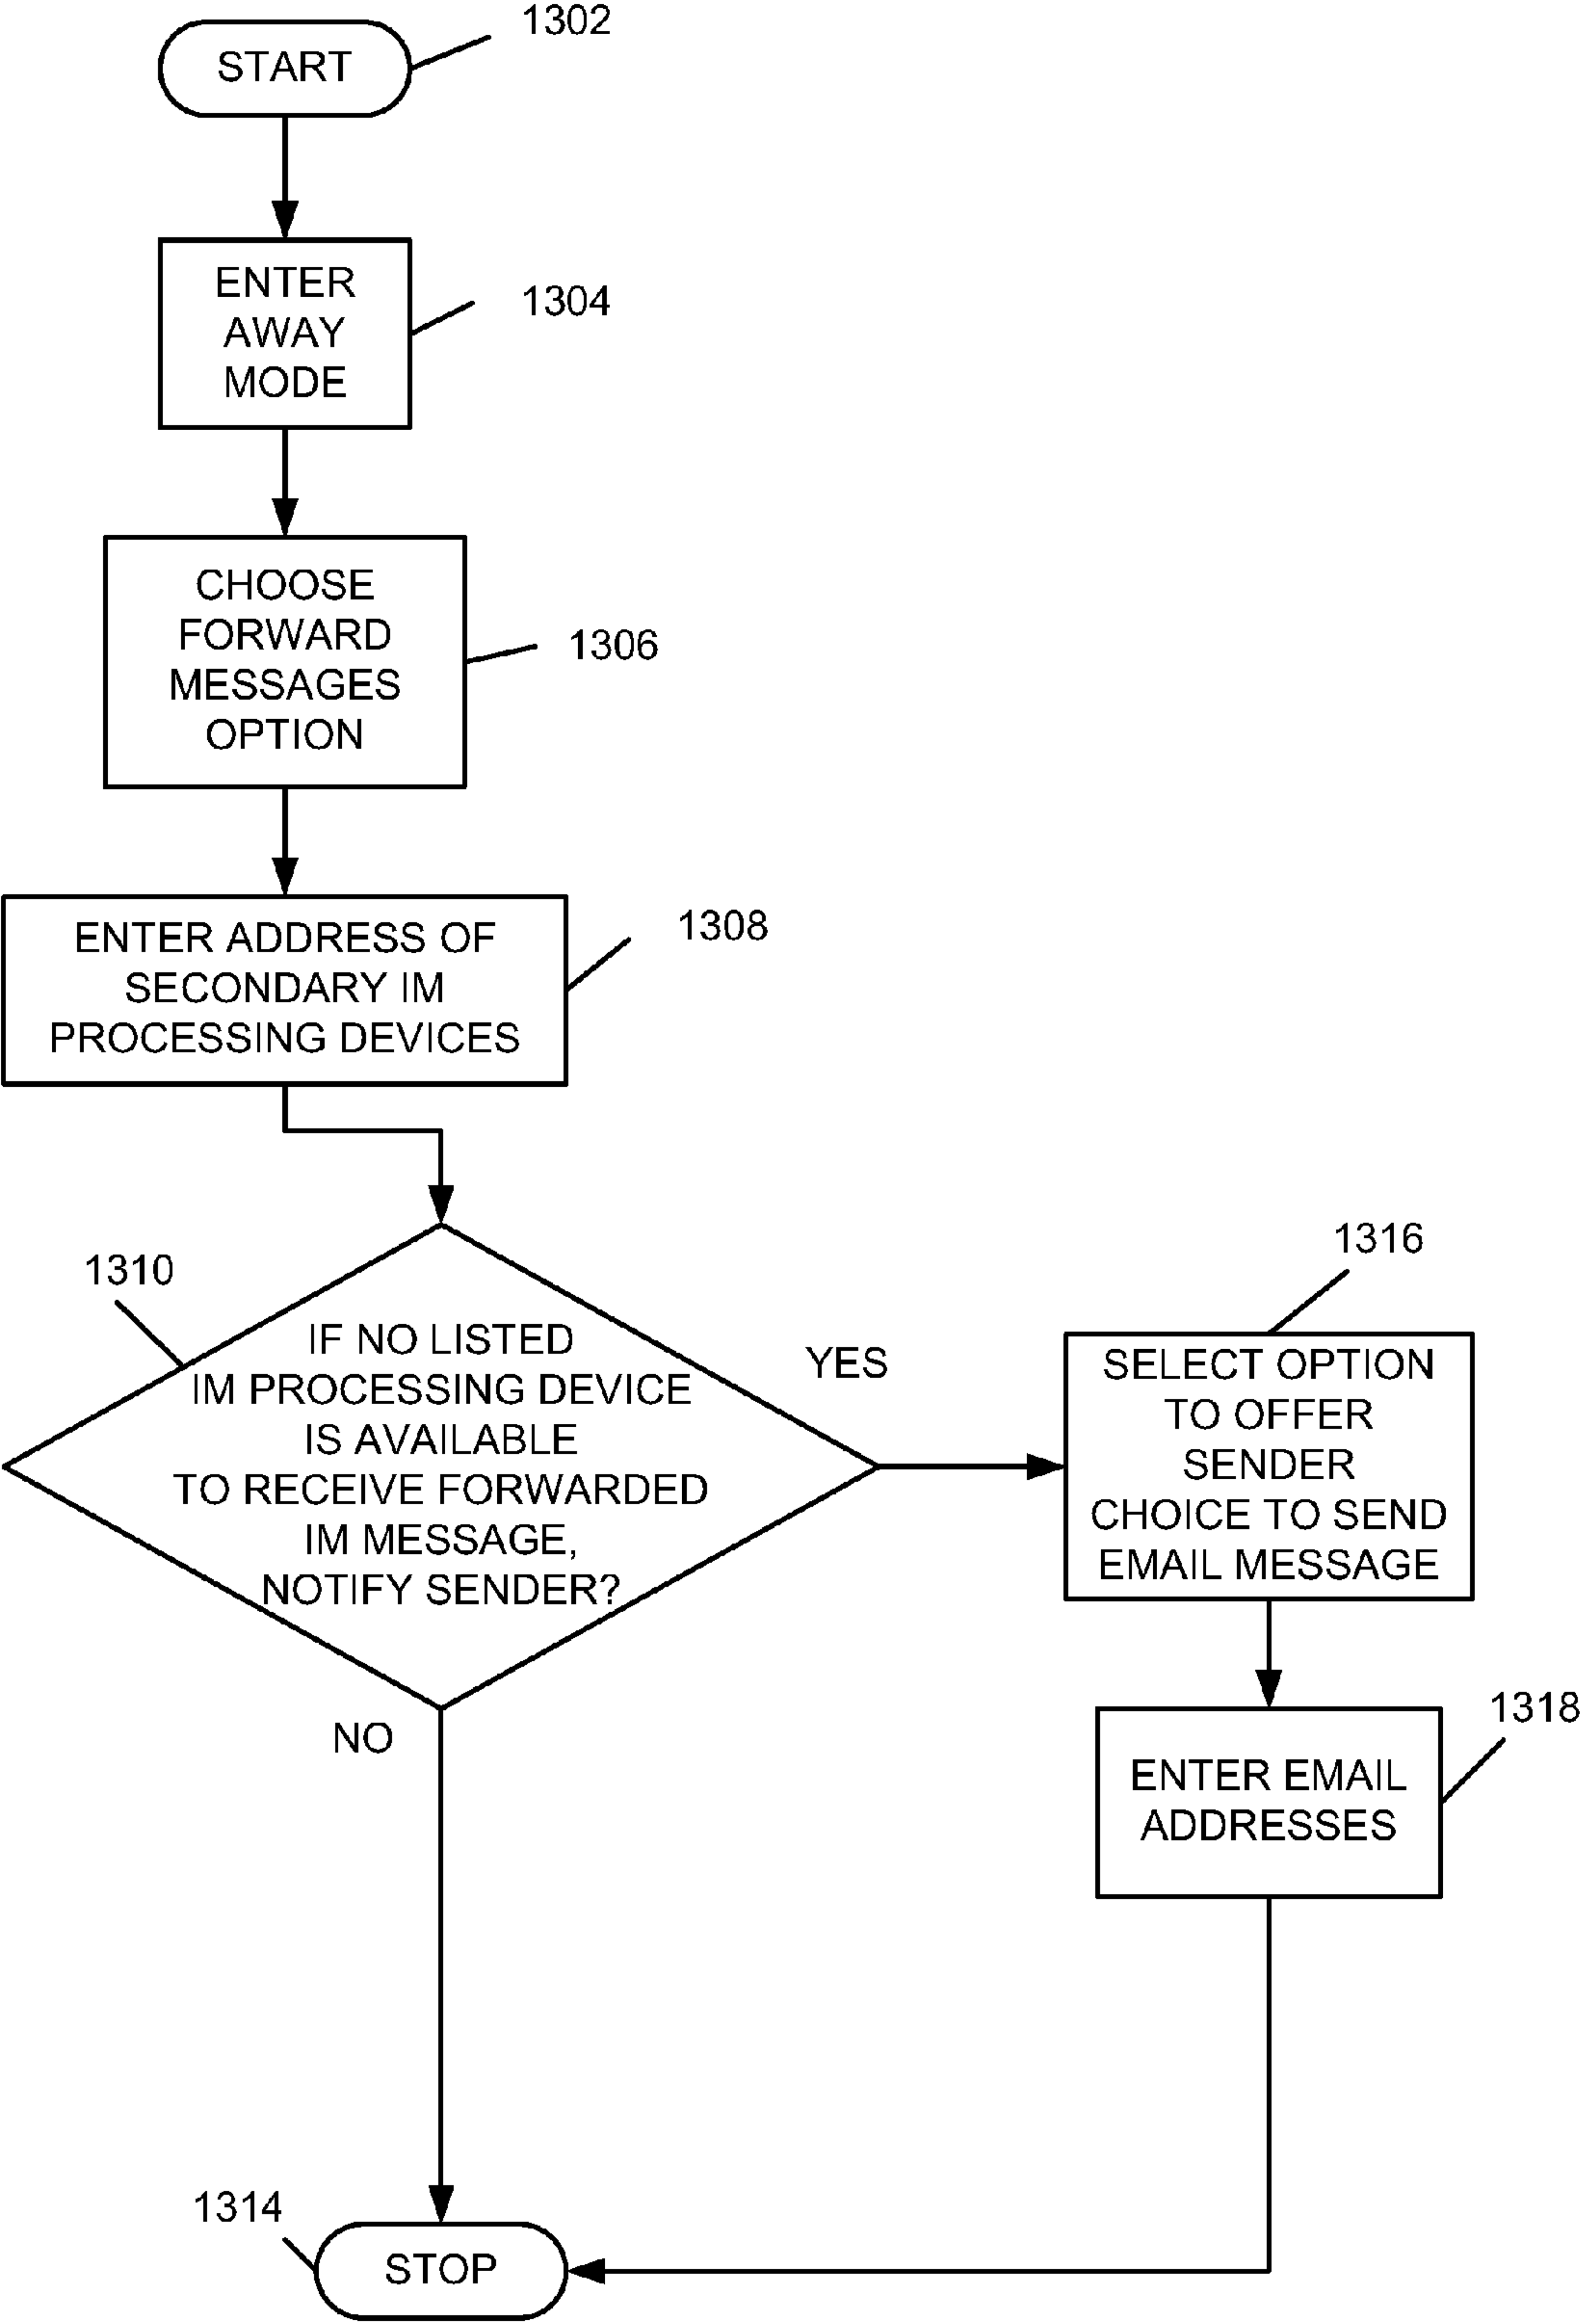 1302
START
ENTER
AWAY
MODE
1304
CHOOSE
FORWARD
MESSAGES
OPTION
1306
ENTER ADDRESS OF
SECONDARY IM
PROCESSING DEVICES
1308
1310
IF NO LISTED
IM PROCESSING DEVICE
IS AVAILABLE
TO RECEIVE FORWARDED
IM MESSAGE,
NOTIFY SENDER?
YES
NO
1316
SELECT OPTION
TO OFFER
SENDER
CHOICE TO SEND
EMAIL MESSAGE
1318
ENTER EMAIL
ADDRESSES
1314
STOP